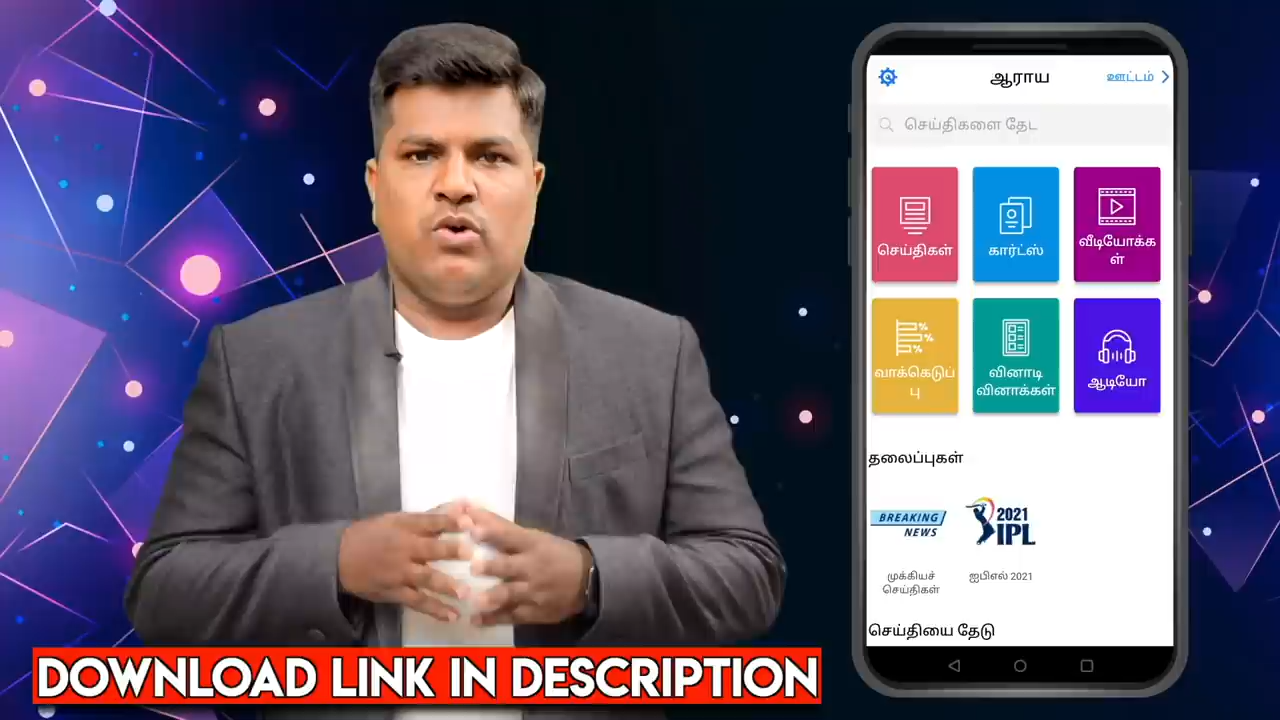 ஆராய
ஊட்டம்
செய்திகளை தேட
செய்திகள்
கார்ட்ஸ்
வீடியோக்க
ள்
வாக்கெடுப்
பு
வினாடி
வினாக்கள்
ஆடியோ
தலைப்புகள்
BREAKING
NEWS
2021
IPL
முக்கியச்
செய்திகள்
ஐபிஎல் 2021
செய்தியை தேடு
DOWNLOAD LINK IN DESCRIPTION